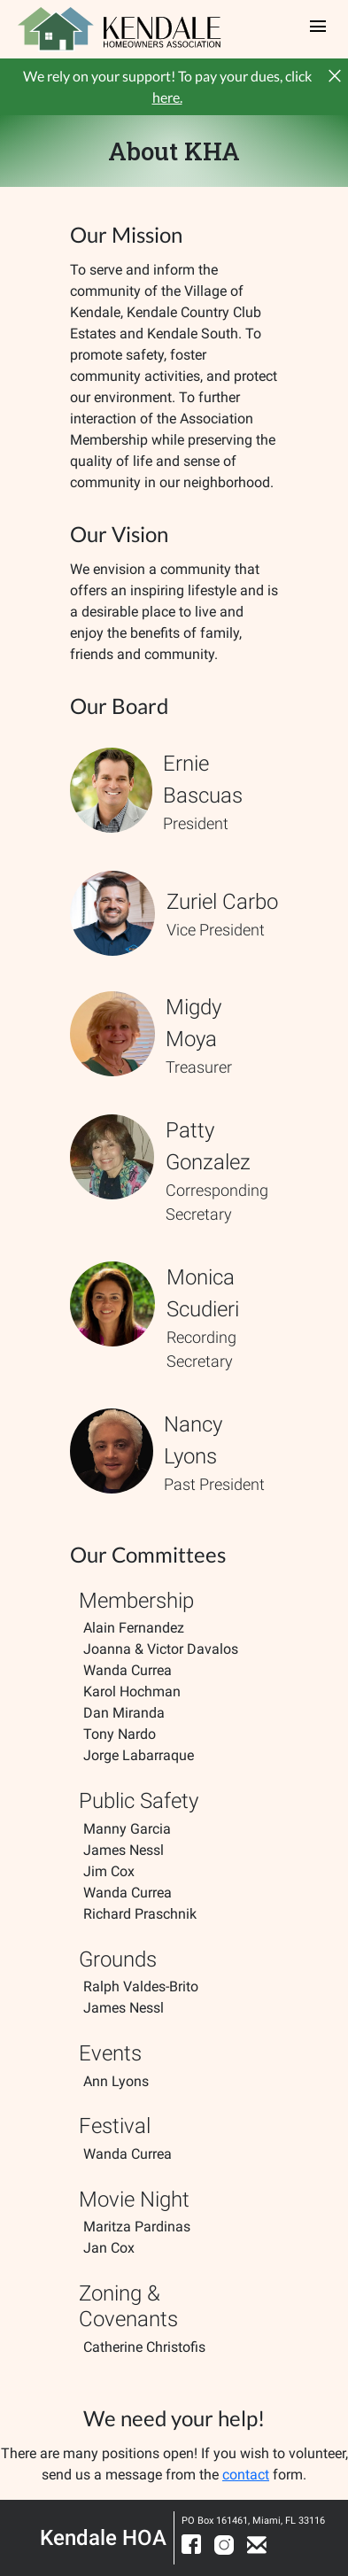 KENDALE
HOMEOWNERS ASSOCIATION
We rely on your support! To pay your dues, click
here.
About KHA
Our Mission
To serve and inform the
community of the Village of
Kendale, Kendale Country Club
Estates and Kendale South. To
promote safety, foster
community activities, and protect
our environment. To further
interaction of the Association
Membership while preserving the
quality of life and sense of
community in our neighborhood.
Our Vision
We envision a community that
offers an inspiring lifestyle and is
a desirable place to live and
enjoy the benefits of family,
friends and community.
Our Board
Ernie
Bascuas
President
Zuriel Carbo
Vice President
Migdy
Moya
Treasurer
Patty
Gonzalez
Corresponding
Secretary
Monica
Scudieri
Recording
Secretary
Nancy
Lyons
Past President
Our Committees
Membership
Alain Fernandez
Joanna & Victor Davalos
Wanda Currea
Karol Hochman
Dan Miranda
Tony Nardo
Jorge Labarraque
Public Safety
Manny Garcia
James Nessl
Jim Cox
Wanda Currea
Richard Praschnik
Grounds
Ralph Valdes-Brito
James Nessl
Events
Ann Lyons
Festival
Wanda Currea
Movie Night
Maritza Pardinas
Jan Cox
Zoning &
Covenants
Catherine Christofis
We need your help!
There are many positions open! If you wish to volunteer,
send us a message from the contact form.
Kendale HOA
PO Box 161461, Miami, FL 33116